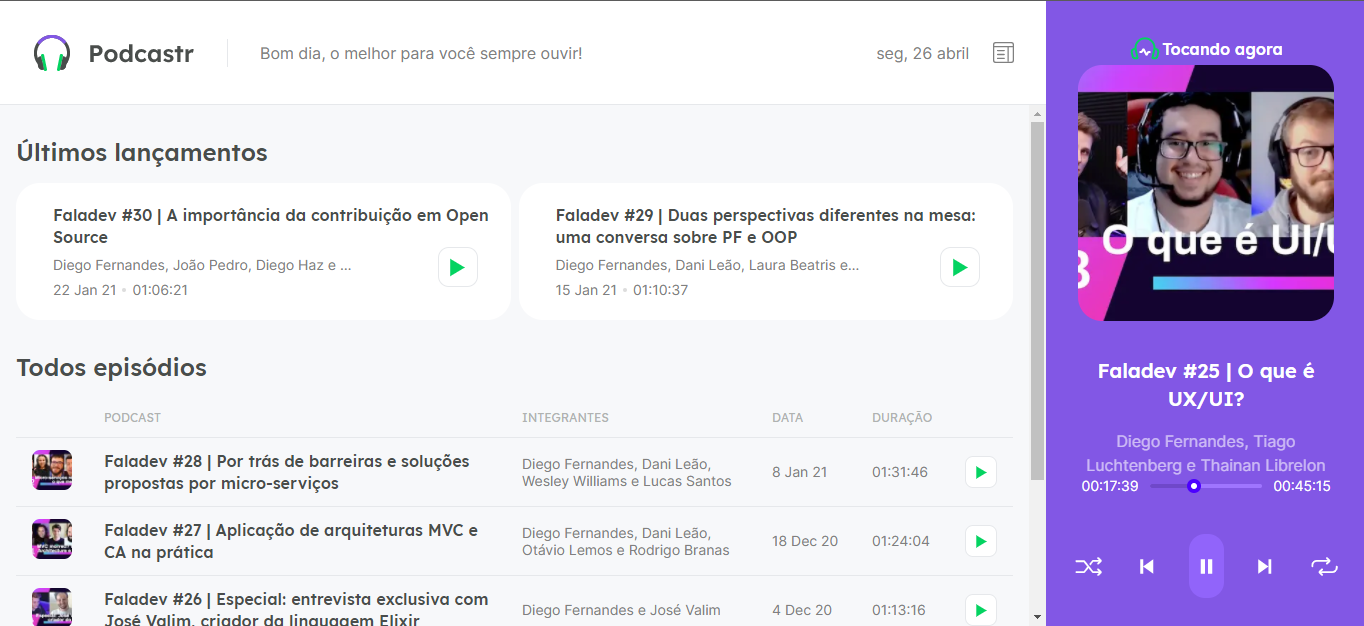 Podcastr
Bom dia, o melhor para você sempre ouvir!
seg, 26 abril
Últimos lançamentos
Faladev #30 | A importância da contribuição em Open
Source
Diego Fernandes, João Pedro, Diego Haz e ...
22 Jan 21 • 01:06:21
Faladev #29 | Duas perspectivas diferentes na mesa:
uma conversa sobre PF e OOP
Diego Fernandes, Dani Leão, Laura Beatris e...
15 Jan 21 • 01:10:37
Todos episódios
PODCAST INTEGRANTES DATA DURAÇÃO
Faladev #28 | Por trás de barreiras e soluções
propostas por micro-serviços
Diego Fernandes, Dani Leão,
Wesley Williams e Lucas Santos
8 Jan 21
01:31:46
Faladev #27 | Aplicação de arquiteturas MVC e
CA na prática
Diego Fernandes, Dani Leão,
Otávio Lemos e Rodrigo Branas
18 Dec 20
01:24:04
Faladev #26 | Especial: entrevista exclusiva com
José Valim, criador da linguagem Elixir
Diego Fernandes e José Valim
4 Dec 20
01:13:16
Tocando agora
O que é UI/U
Faladev #25 | O que é
UX/UI?
Diego Fernandes, Tiago
Luchtenberg e Thainan Librelon
00:17:39
00:45:15